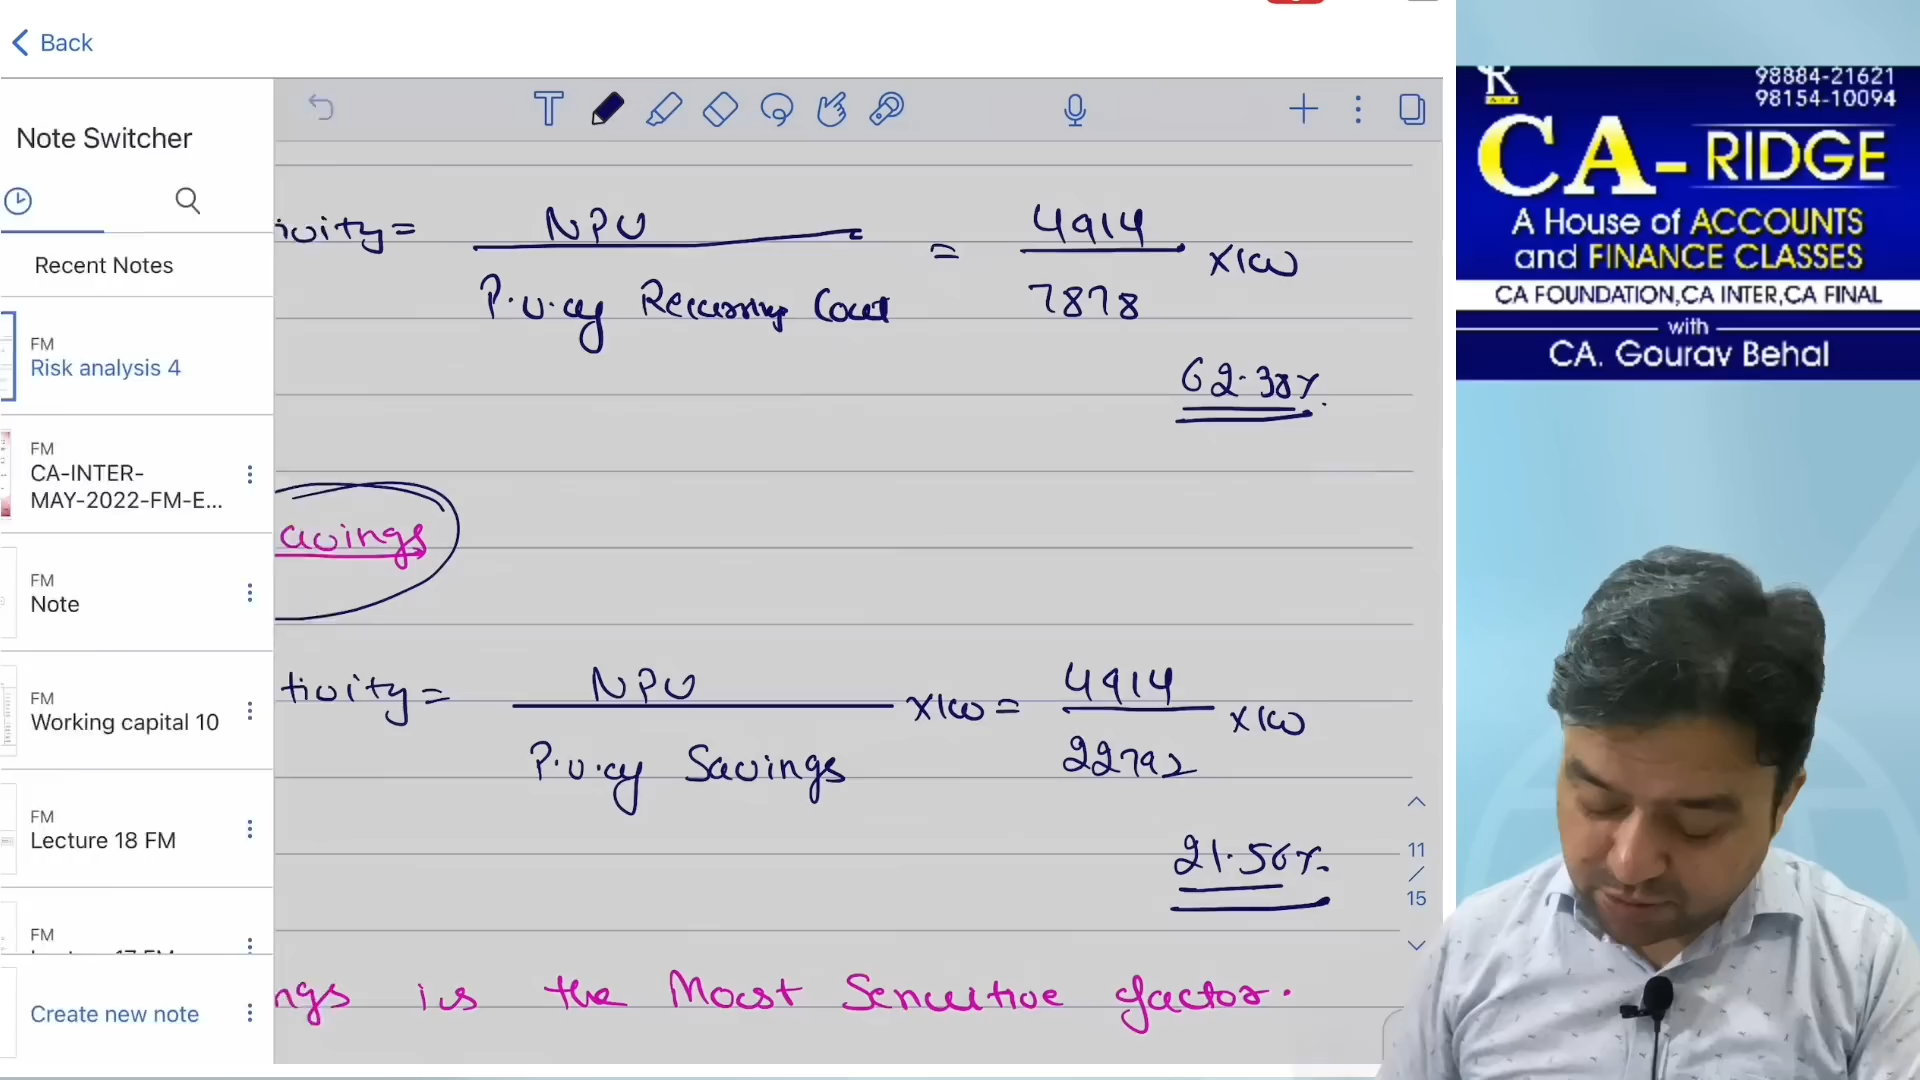 Back
98884-21621
98154-10094
CA- RIDGE
A House of ACCOUNTS
and FINANCE CLASSES
CA FOUNDATION,CA INTER,CA FINAL
with
CA. Gourav Behal
Note Switcher
Recent Notes
FM
Risk analysis 4
FM
CA-INTER-
MAY-2022-FM-E...
FM
Note
FM
Working capital 10
FM
Lecture 18 FM
FM
Create new note
ivity = NPV = 4914 x100
P.v.of Recurring Cost 7878
62.38%.
avings
tivity = NPV x100 = 4914 x100
P.v.of Savings 22792
21.56%.
ngs is the Most Sensitive factor.
11
/
15